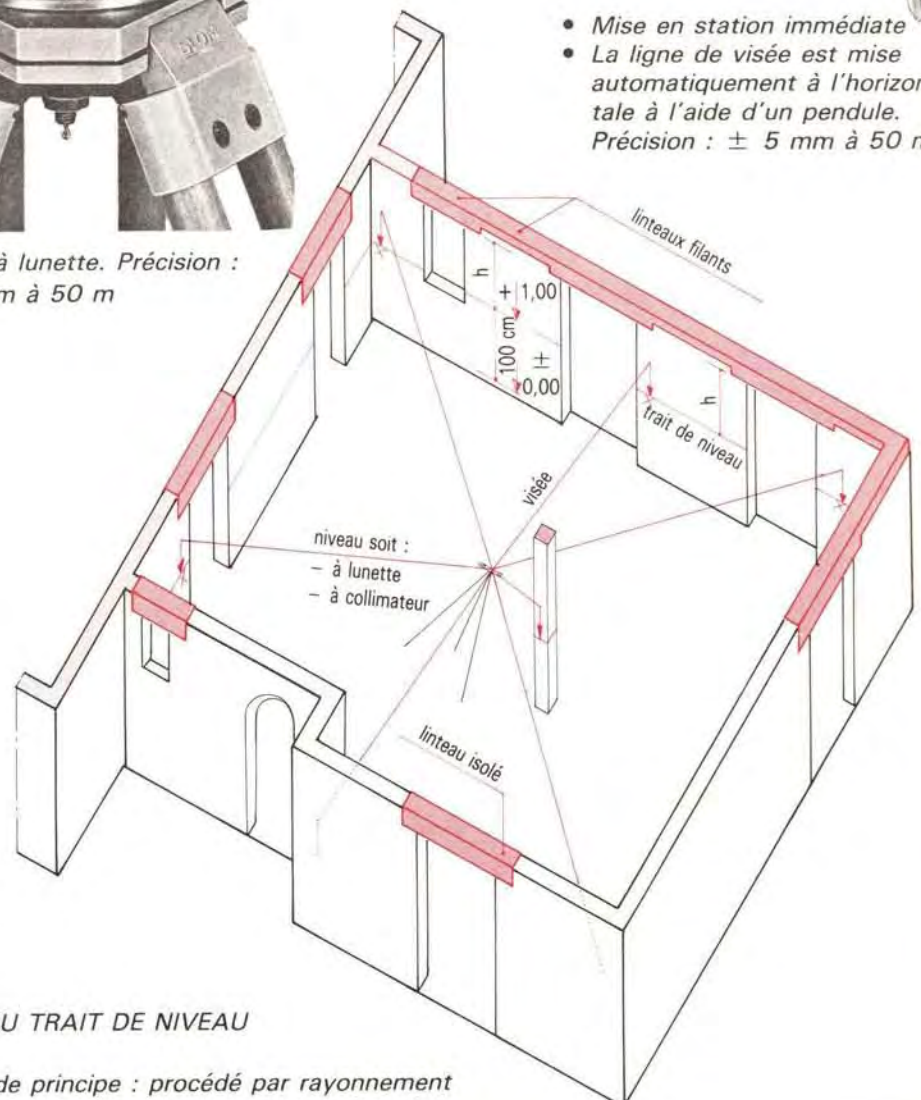 • Mise en station immédiate
• La ligne de visée est mise
automatiquement à l'horizon-
tale à l'aide d'un pendule.
Précision : ± 5 mm à 50 m
à lunette. Précision :
m à 50 m
linteaux filants
h
+ 1,00
100 cm
±
0,00
h
trait de niveau
visée
niveau soit :
– à lunette
– à collimateur
linteau isolé
U TRAIT DE NIVEAU
de principe : procédé par rayonnement